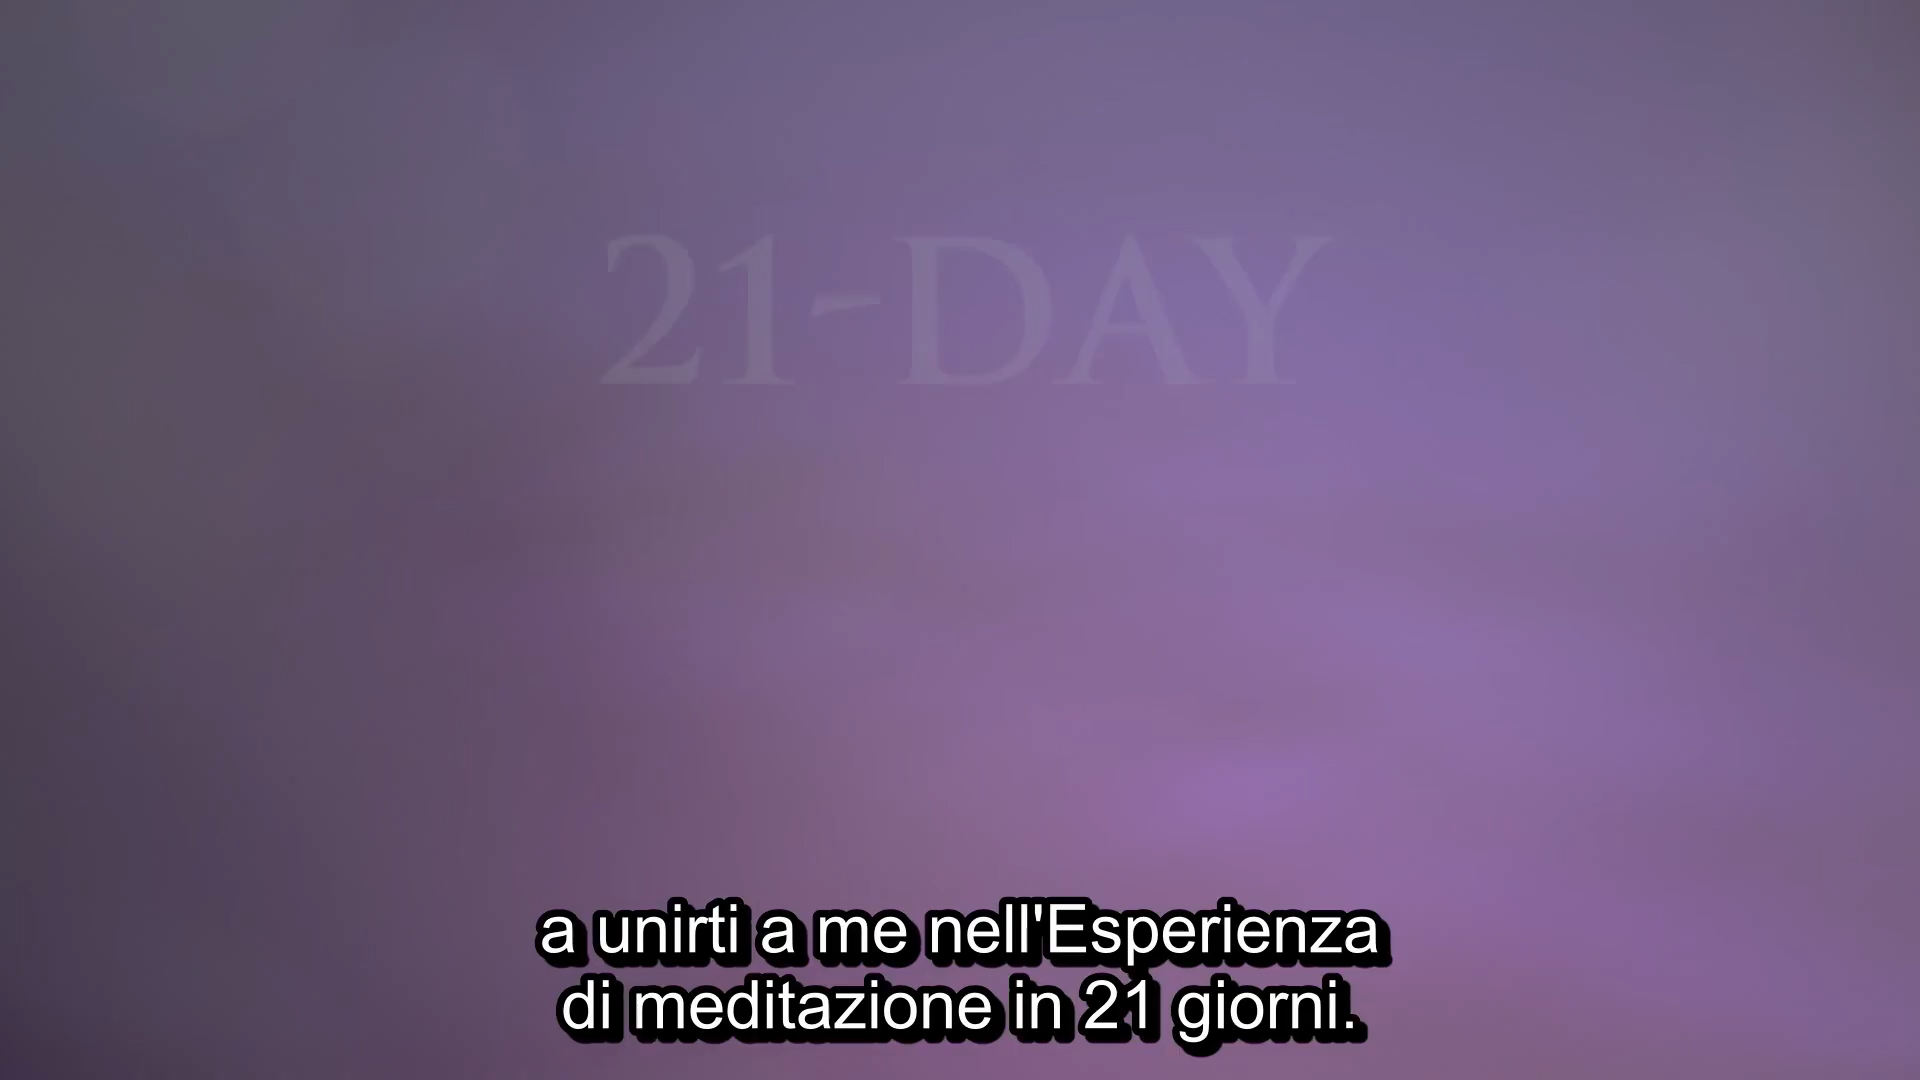 21-DAY
a unirti a me nell'Esperienza
di meditazione in 21 giorni.